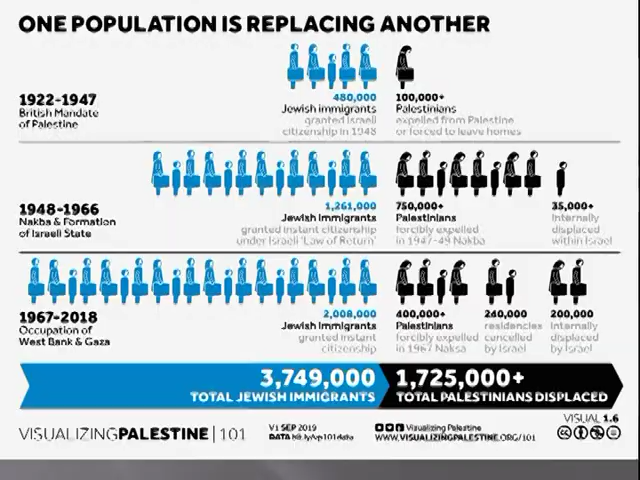 ONE POPULATION IS REPLACING ANOTHER
1922-1947
British Mandate
of Palestine
480,000
Jewish immigrants
granted Israeli
citizenship in 1948
100,000+
Palestinians
expelled from Palestine
or forced to leave homes
1948-1966
Nakba & Formation
of Israeli State
1,261,000
Jewish Immigrants
granted instant citizenship
under Israeli 'Law of Return'
750,000+
Palestinians
forcibly expelled
in 1947-49 Nakba
35,000+
Internally
displaced
within Israel
1967-2018
Occupation of
West Bank & Gaza
2,008,000
Jewish Immigrants
granted instant
citizenship
400,000+
Palestinians
forcibly expelled
in 1967 Naksa
240,000
residencies
cancelled
by Israel
200,000
Internally
displaced
by Israel
3,749,000
TOTAL JEWISH IMMIGRANTS
1,725,000+
TOTAL PALESTINIANS DISPLACED
VISUAL 1.6
VISUALIZINGPALESTINE | 101
V1 SEP 2019
DATA bit.ly/vp101data
Visualizing Palestine
WWW.VISUALIZINGPALESTINE.ORG/101